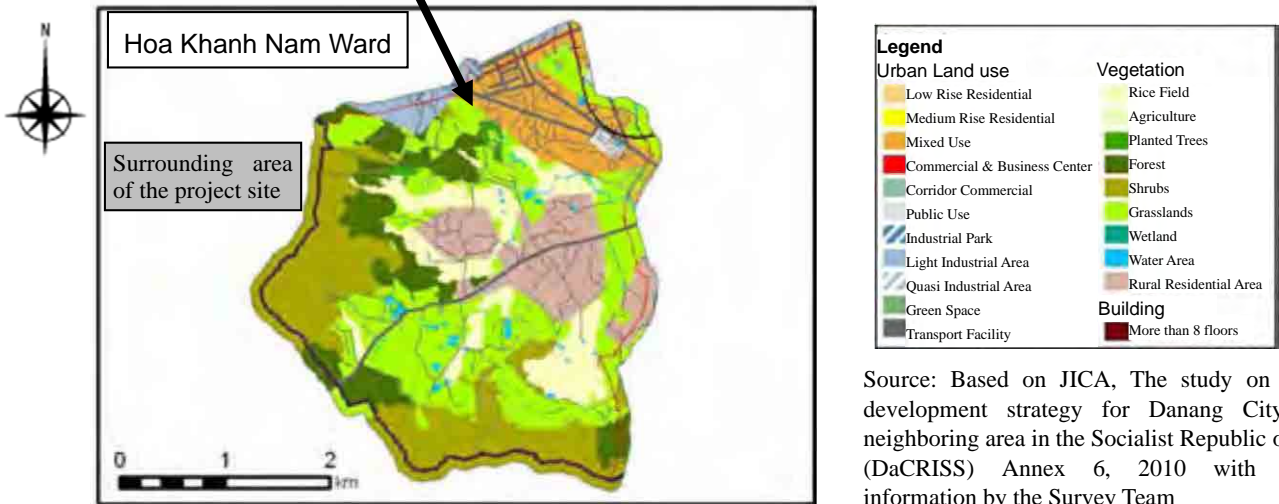 N
Hoa Khanh Nam Ward
Surrounding area
of the project site
0 1 2
km
Legend
Urban Land use
Low Rise Residential
Medium Rise Residential
Mixed Use
Commercial & Business Center
Corridor Commercial
Public Use
Industrial Park
Light Industrial Area
Quasi Industrial Area
Green Space
Transport Facility
Vegetation
Rice Field
Agriculture
Planted Trees
Forest
Shrubs
Grasslands
Wetland
Water Area
Rural Residential Area
Building
More than 8 floors
Source: Based on JICA, The study on
development strategy for Danang City
neighboring area in the Socialist Republic
(DaCRISS) Annex 6, 2010 with
information by the Survey Team